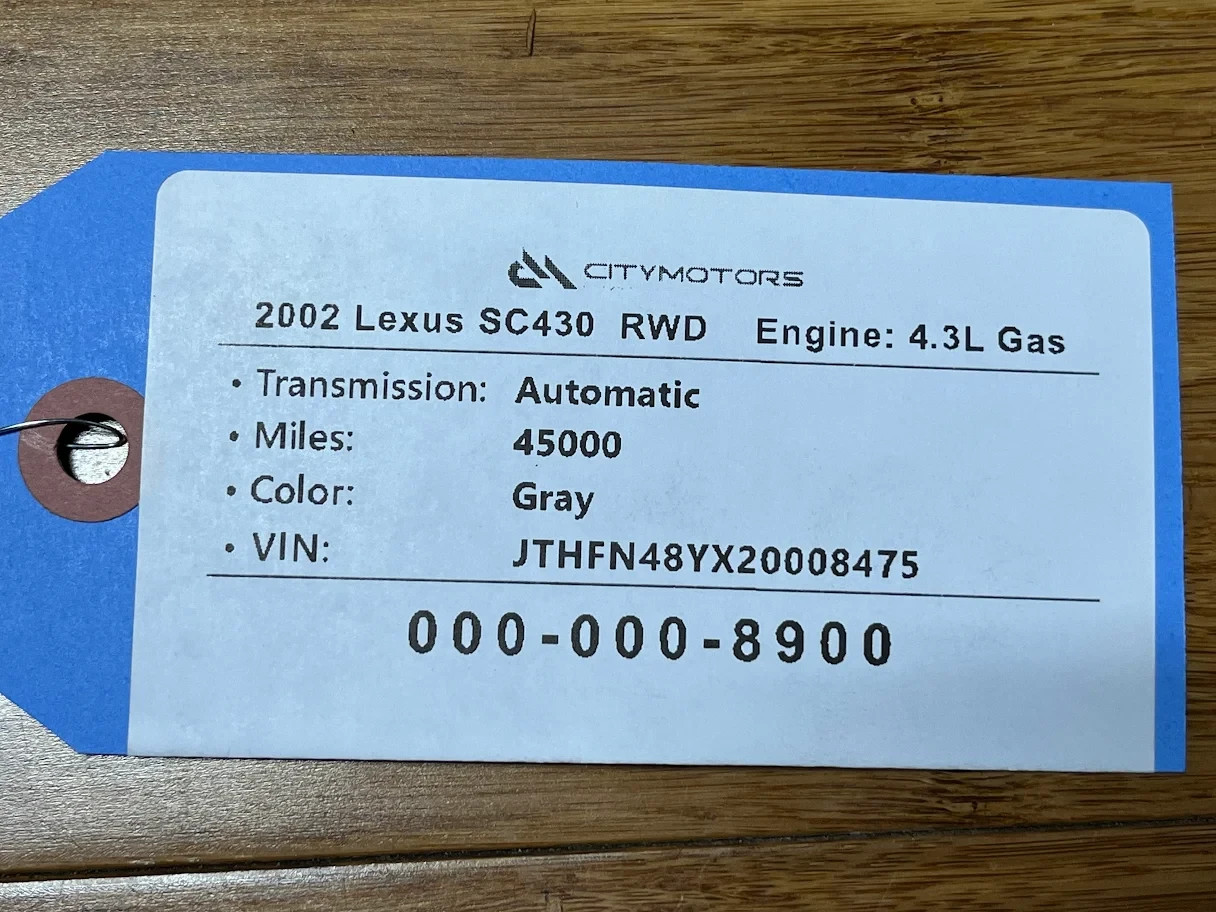 CITYMOTORS
2002 Lexus SC430 RWD Engine: 4.3L Gas
• Transmission: Automatic
• Miles: 45000
• Color: Gray
• VIN: JTHFN48YX20008475
000-000-8900